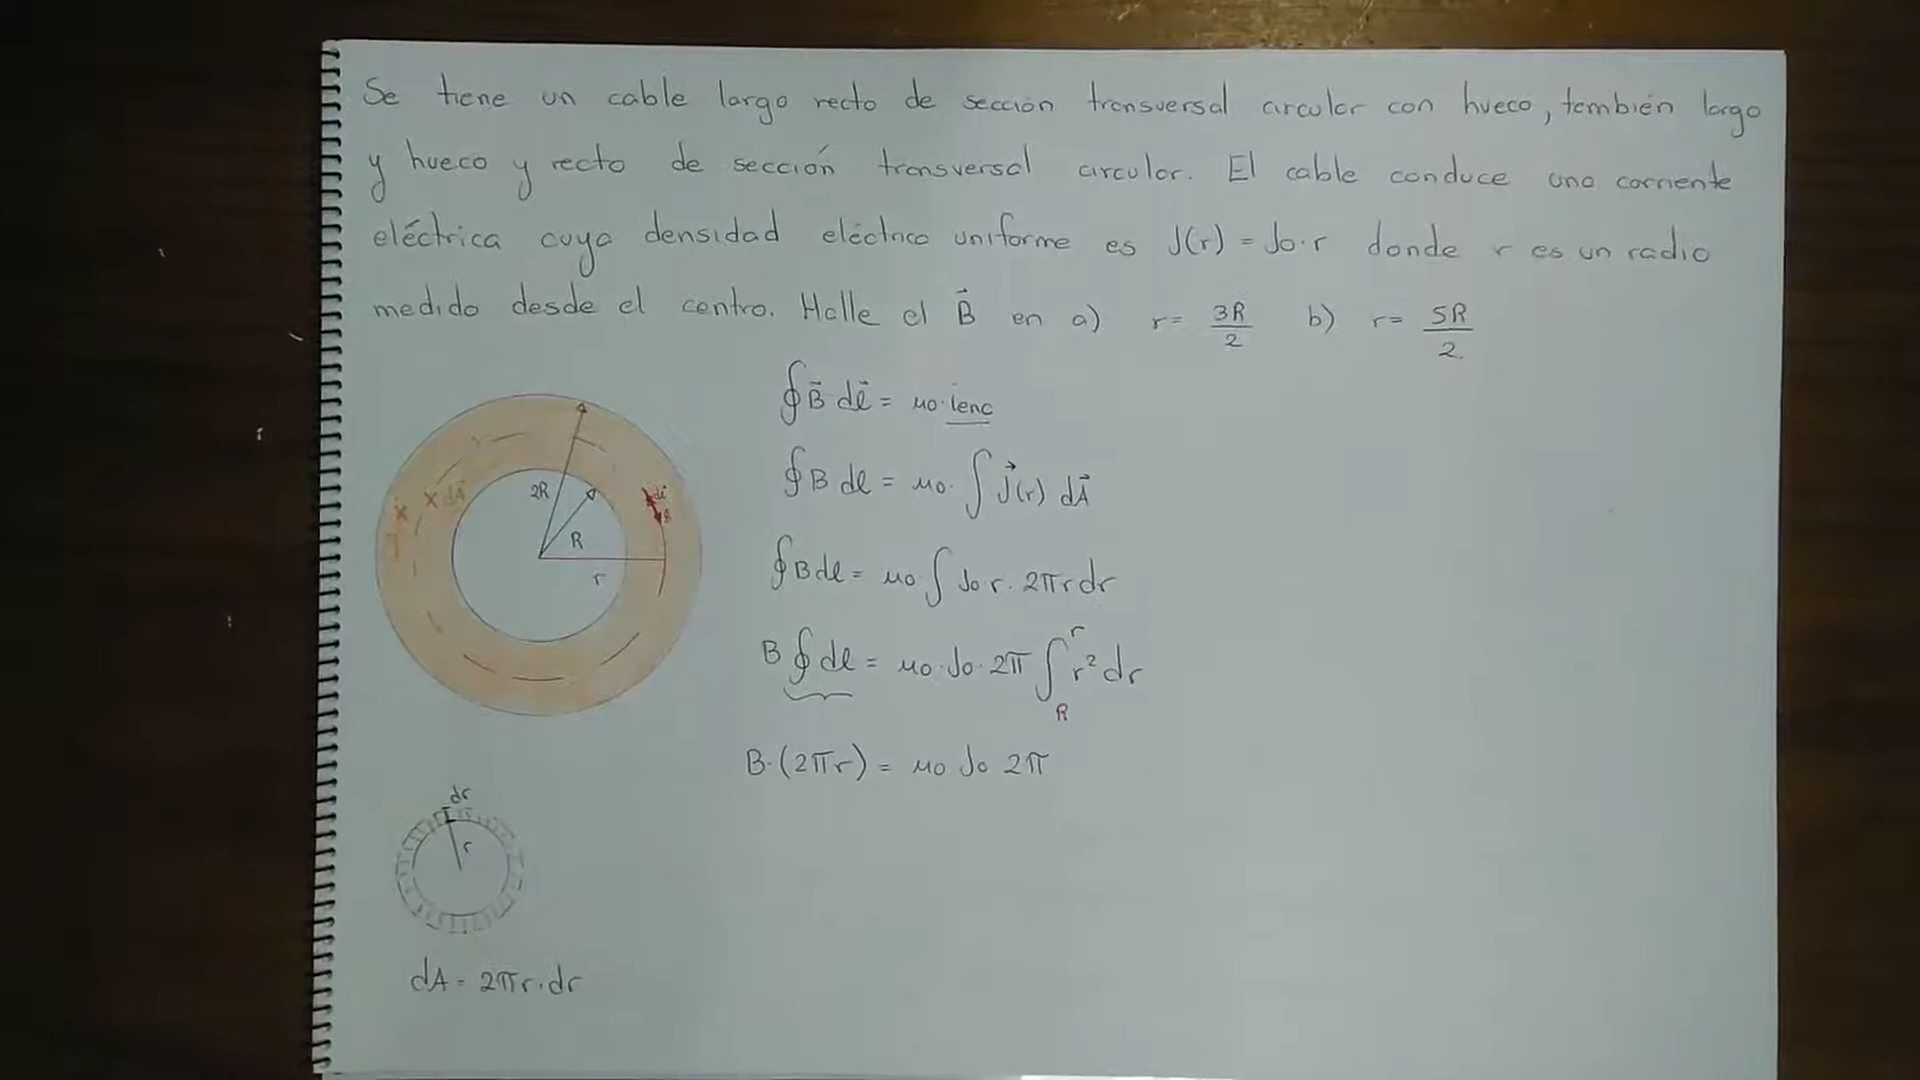 Se tiene un cable largo recto de sección transversal circular con hueco, también largo
y hueco y recto de sección transversal circular. El cable conduce una corriente
eléctrica cuya densidad eléctrica uniforme es J(r) = Jo·r donde r es un radio
medido desde el centro. Halle el B⃗ en a) r = 3R/2 b) r = 5R/2
∮B⃗·dℓ⃗ = μo·ienc
∮B dℓ = μo·∫J⃗(r) dA⃗
∮B dℓ = μo ∫Jo r·2πr dr
B∮dℓ = μo·Jo·2π ∫_R^r r² dr
B·(2πr) = μo Jo 2π
2R
R
r
x
x dA⃗
dℓ⃗
B
dr
r
dA = 2πr·dr